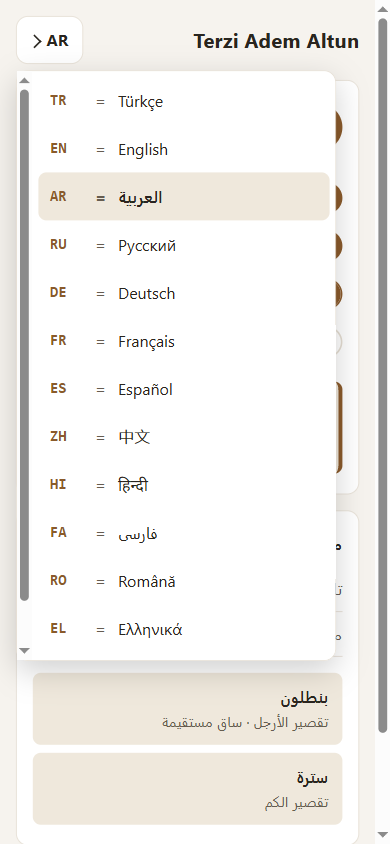 AR
Terzi Adem Altun
TR = Türkçe
EN = English
AR = العربية
RU = Русский
DE = Deutsch
FR = Français
ES = Español
ZH = 中文
HI = हिन्दी
FA = فارسی
RO = Română
EL = Ελληνικά
بنطلون
تقصير الأرجل · ساق مستقيمة
سترة
تقصير الكم